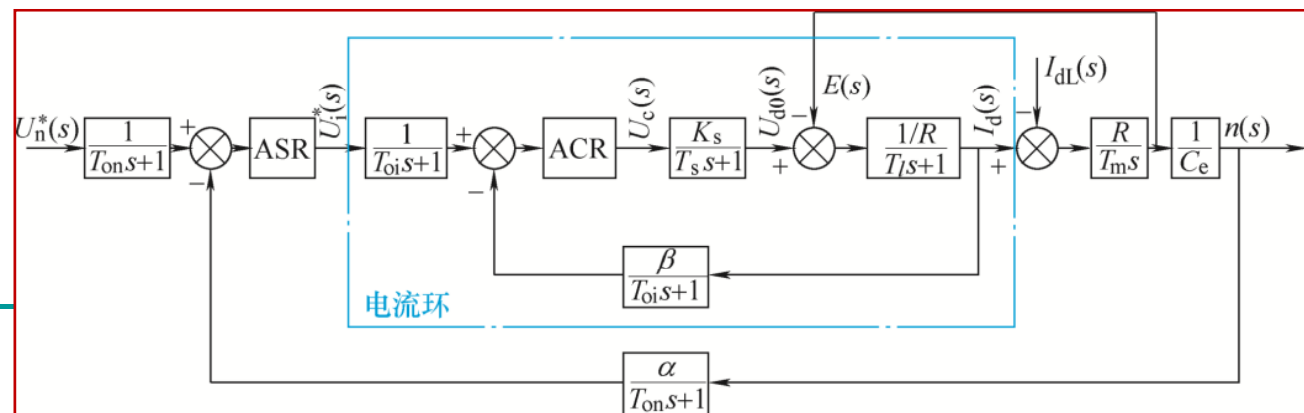 U*n(s)
1
Tons+1
+
−
ASR
U*i(s)
1
Tois+1
+
−
ACR
Uc(s)
Ks
Tss+1
Ud0(s)
+
−
E(s)
1/R
Tls+1
Id(s)
+
−
IdL(s)
R
Tms
1
Ce
n(s)
β
Tois+1
电流环
α
Tons+1